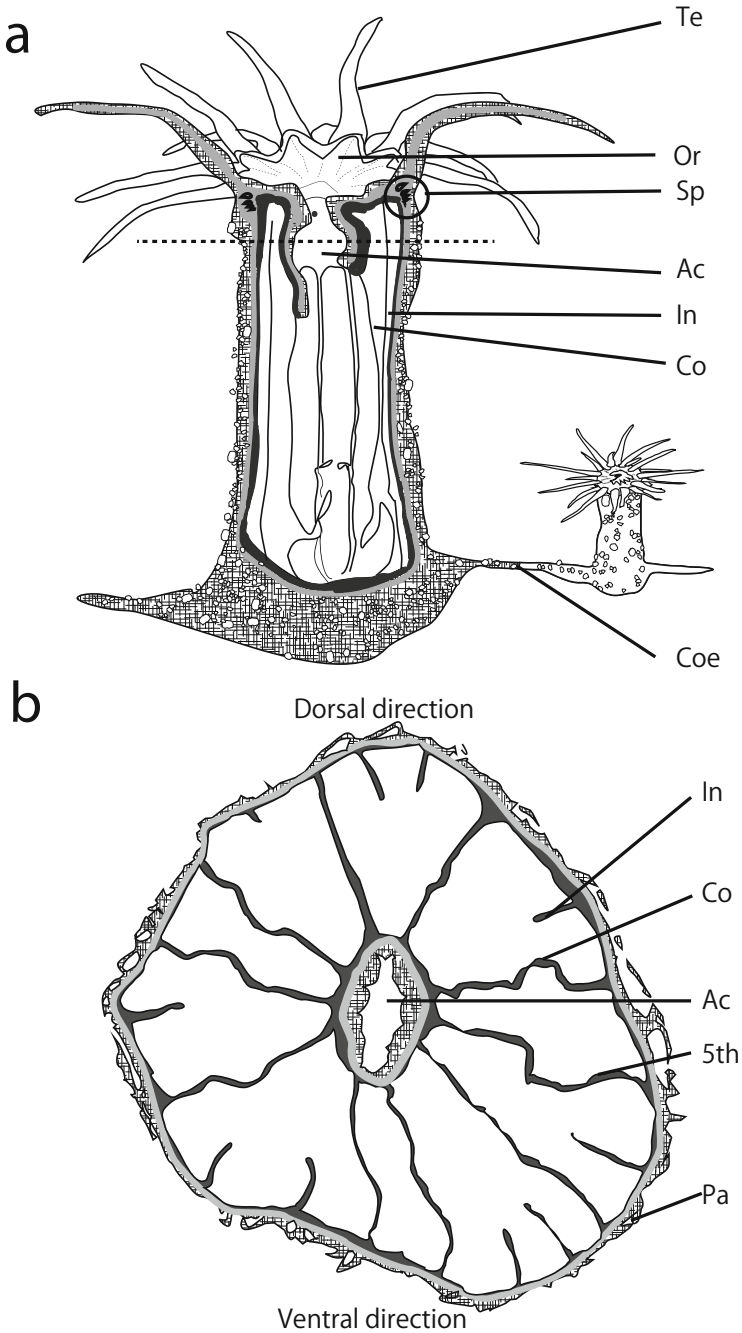 a
Te
Or
Sp
Ac
In
Co
Coe
b
Dorsal direction
In
Co
Ac
5th
Pa
Ventral direction